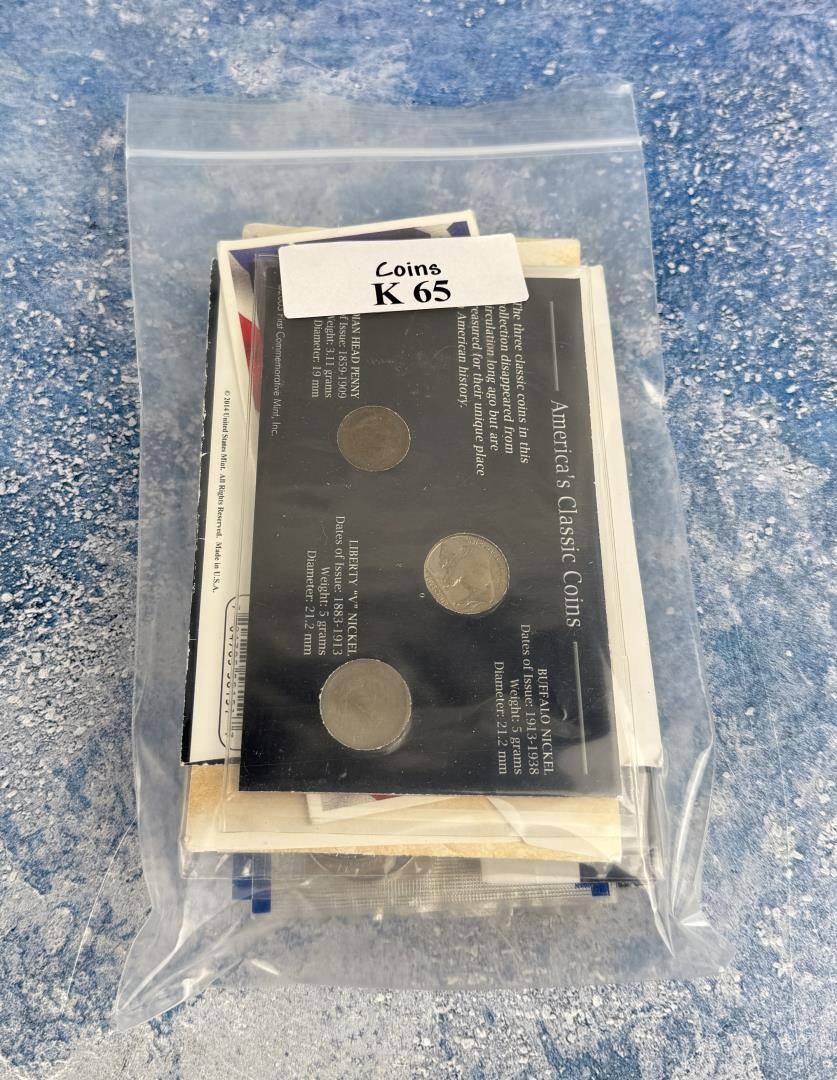 Coins
K 65
America's Classic Coins
The three classic coins in this
collection disappeared from
circulation long ago but are
treasured for their unique place
American history.
BUFFALO NICKEL
Dates of Issue: 1913-1938
Weight: 5 grams
Diameter: 21.2 mm
HEAD PENNY
of Issue: 1859-1909
Weight: 3.11 grams
Diameter: 19 mm
LIBERTY "V" NICKEL
Dates of Issue: 1883-1913
Weight: 5 grams
Diameter: 21.2 mm
First Commemorative Mint, Inc.
© 2014 United States Mint. All Rights Reserved. Made in U.S.A.